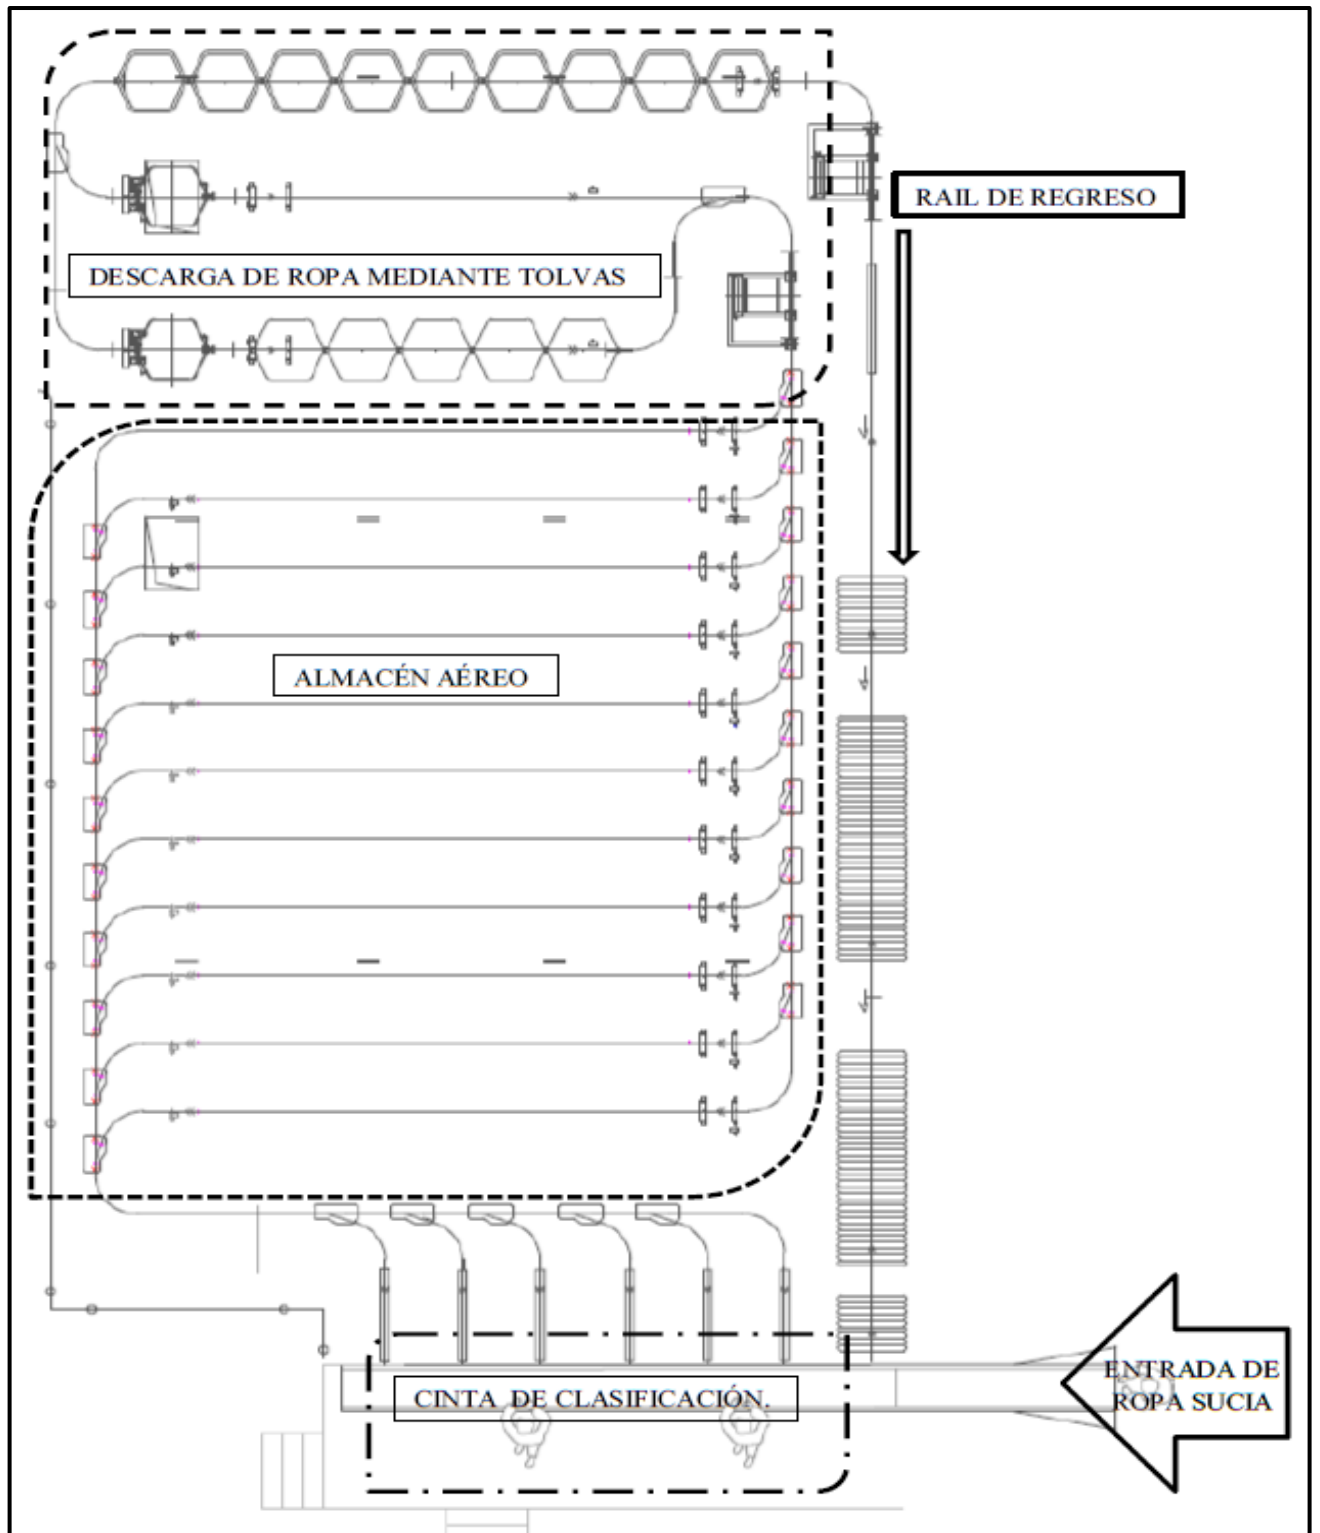 RAIL DE REGRESO
DESCARGA DE ROPA MEDIANTE TOLVAS
ALMACÉN AÉREO
CINTA DE CLASIFICACIÓN.
ENTRADA DE
ROPA SUCIA